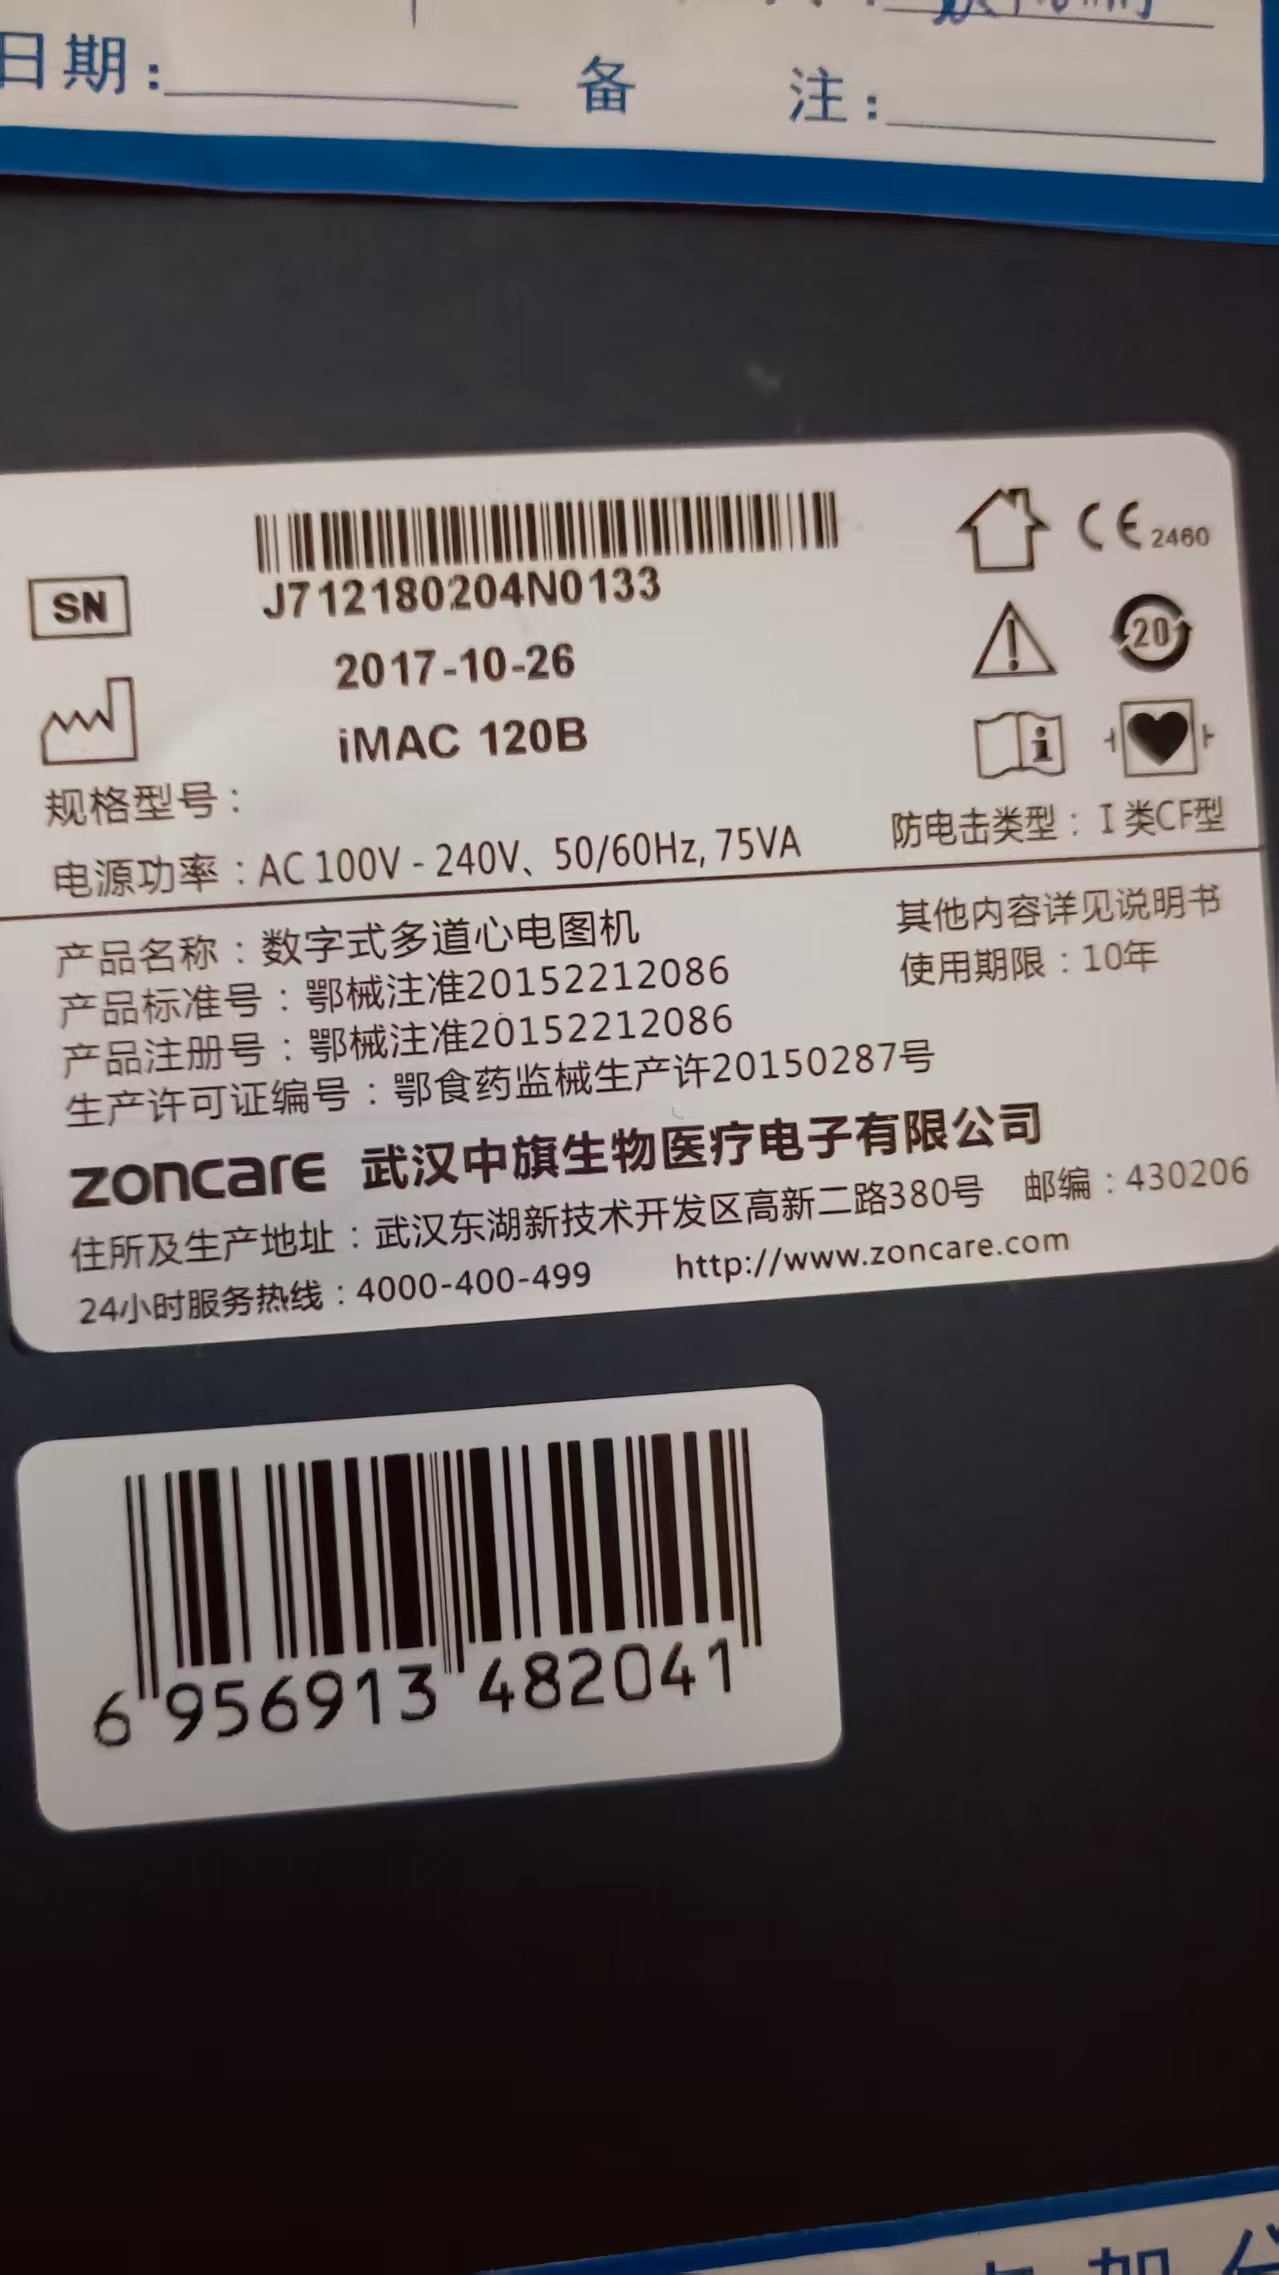 日期：
备 注：
J712180204N0133
SN
2017-10-26
iMAC 120B
CE 2460
20
i
规格型号：
电源功率：AC 100V - 240V、50/60Hz, 75VA
防电击类型：I 类CF型
产品名称：数字式多道心电图机
其他内容详见说明书
产品标准号：鄂械注准20152212086
使用期限：10年
产品注册号：鄂械注准20152212086
生产许可证编号：鄂食药监械生产许20150287号
zoncare 武汉中旗生物医疗电子有限公司
住所及生产地址：武汉东湖新技术开发区高新二路380号 邮编：430206
24小时服务热线：4000-400-499 http://www.zoncare.com
6 956913 482041